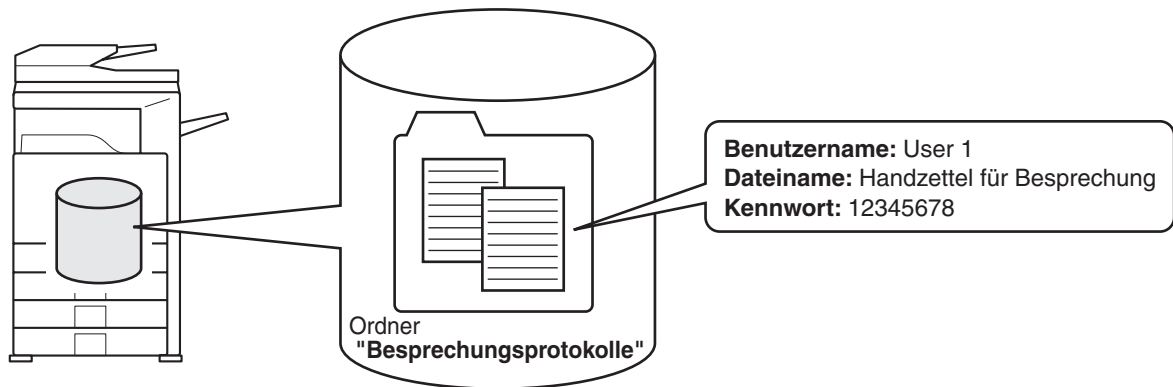 Benutzername: User 1
Dateiname: Handzettel für Besprechung
Kennwort: 12345678
Ordner
"Besprechungsprotokolle"